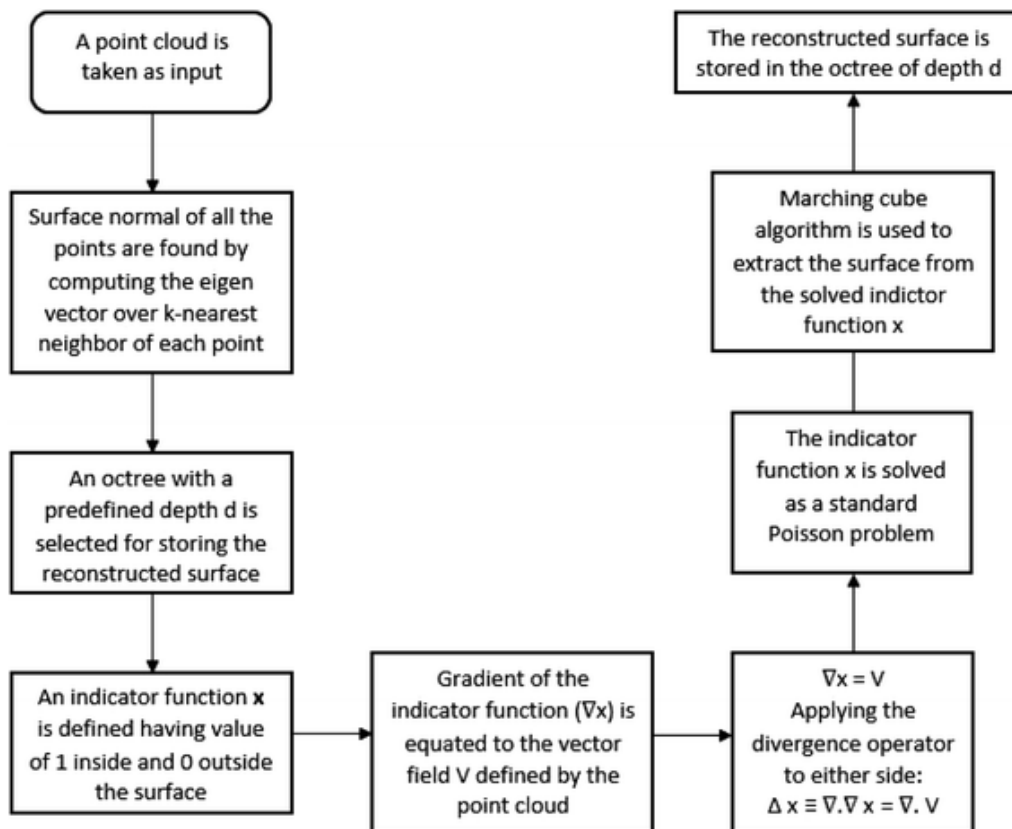 A point cloud is
taken as input
Surface normal of all the
points are found by
computing the eigen
vector over k-nearest
neighbor of each point
An octree with a
predefined depth d is
selected for storing the
reconstructed surface
An indicator function x
is defined having value
of 1 inside and 0 outside
the surface
Gradient of the
indicator function (∇x) is
equated to the vector
field V defined by the
point cloud
∇x = V
Applying the
divergence operator
to either side:
Δ x ≡ ∇.∇ x = ∇. V
The indicator
function x is solved
as a standard
Poisson problem
Marching cube
algorithm is used to
extract the surface from
the solved indictor
function x
The reconstructed surface is
stored in the octree of depth d